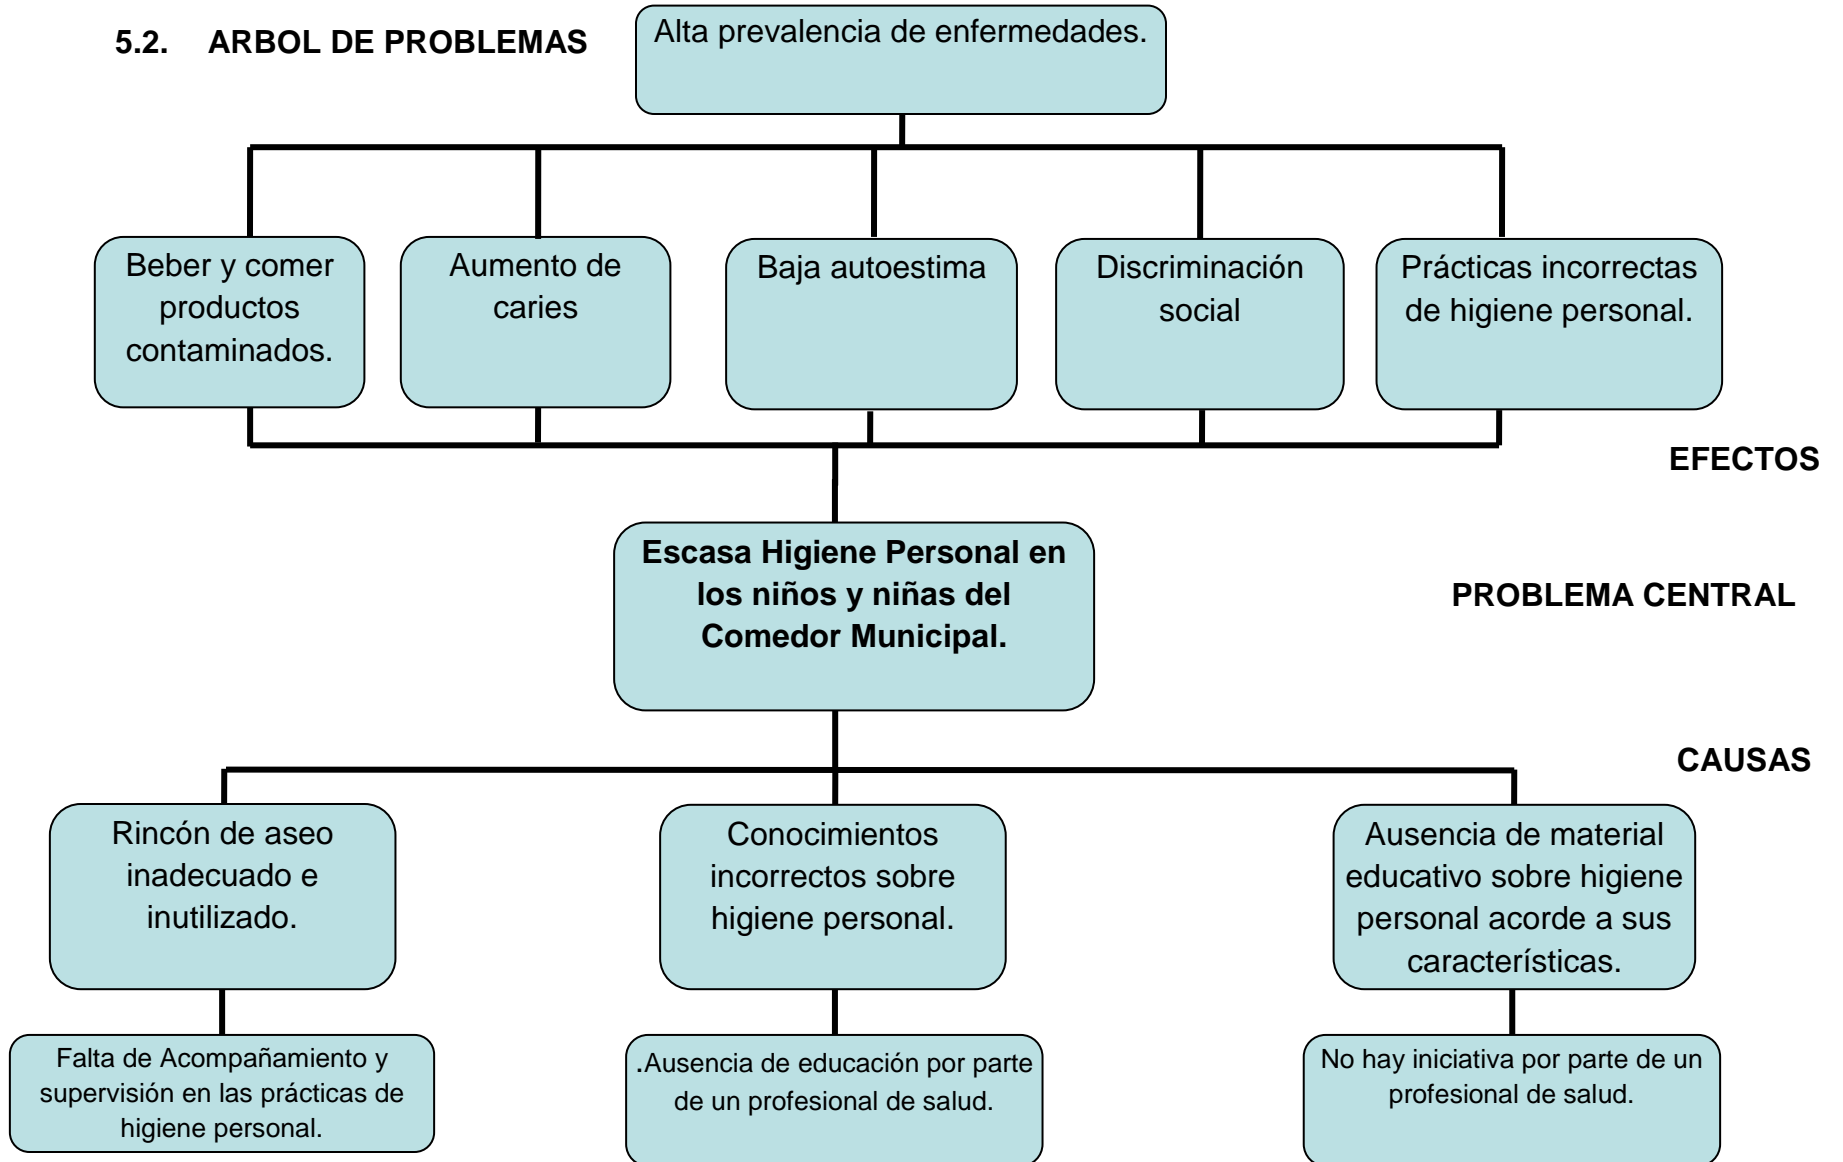 5.2. ARBOL DE PROBLEMAS
Alta prevalencia de enfermedades.
Beber y comer
productos
contaminados.
Aumento de
caries
Baja autoestima
Discriminación
social
Prácticas incorrectas
de higiene personal.
EFECTOS
Escasa Higiene Personal en
los niños y niñas del
Comedor Municipal.
PROBLEMA CENTRAL
CAUSAS
Rincón de aseo
inadecuado e
inutilizado.
Conocimientos
incorrectos sobre
higiene personal.
Ausencia de material
educativo sobre higiene
personal acorde a sus
características.
Falta de Acompañamiento y
supervisión en las prácticas de
higiene personal.
.Ausencia de educación por parte
de un profesional de salud.
No hay iniciativa por parte de un
profesional de salud.